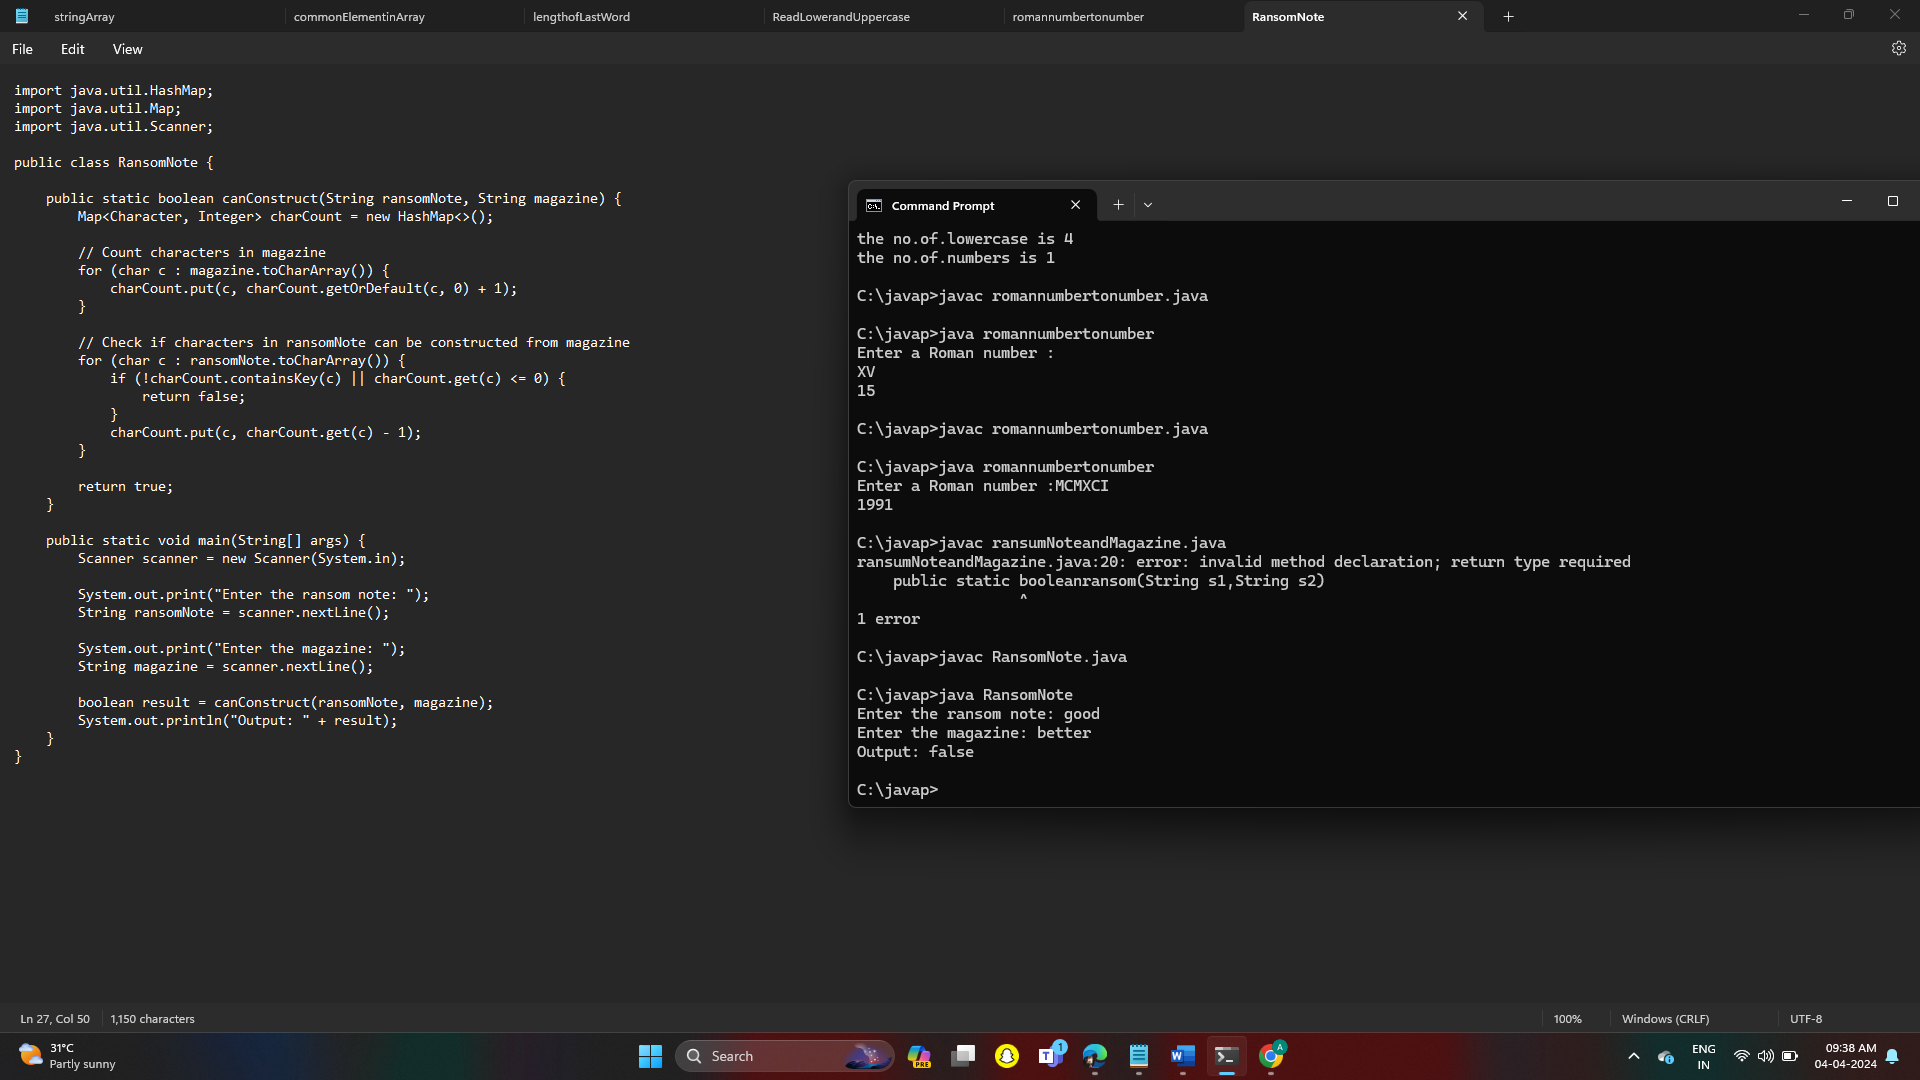 stringArray commonElementinArray lengthofLastWord ReadLowerandUppercase romannumbertonumber RansomNote
File Edit View
import java.util.HashMap;
import java.util.Map;
import java.util.Scanner;
public class RansomNote {
public static boolean canConstruct(String ransomNote, String magazine) {
Map<Character, Integer> charCount = new HashMap<>();
// Count characters in magazine
for (char c : magazine.toCharArray()) {
charCount.put(c, charCount.getOrDefault(c, 0) + 1);
}
// Check if characters in ransomNote can be constructed from magazine
for (char c : ransomNote.toCharArray()) {
if (!charCount.containsKey(c) || charCount.get(c) <= 0) {
return false;
}
charCount.put(c, charCount.get(c) - 1);
}
return true;
}
public static void main(String[] args) {
Scanner scanner = new Scanner(System.in);
System.out.print("Enter the ransom note: ");
String ransomNote = scanner.nextLine();
System.out.print("Enter the magazine: ");
String magazine = scanner.nextLine();
boolean result = canConstruct(ransomNote, magazine);
System.out.println("Output: " + result);
}
}
Command Prompt
the no.of.lowercase is 4
the no.of.numbers is 1
C:\javap>javac romannumbertonumber.java
C:\javap>java romannumbertonumber
Enter a Roman number :
XV
15
C:\javap>javac romannumbertonumber.java
C:\javap>java romannumbertonumber
Enter a Roman number :MCMXCI
1991
C:\javap>javac ransumNoteandMagazine.java
ransumNoteandMagazine.java:20: error: invalid method declaration; return type required
public static booleanransom(String s1,String s2)
^
1 error
C:\javap>javac RansomNote.java
C:\javap>java RansomNote
Enter the ransom note: good
Enter the magazine: better
Output: false
C:\javap>
Ln 27, Col 50 1,150 characters 100% Windows (CRLF) UTF-8
31°C
Partly sunny
Search
PRE
T 1
W
A
ENG
IN
09:38 AM
04-04-2024